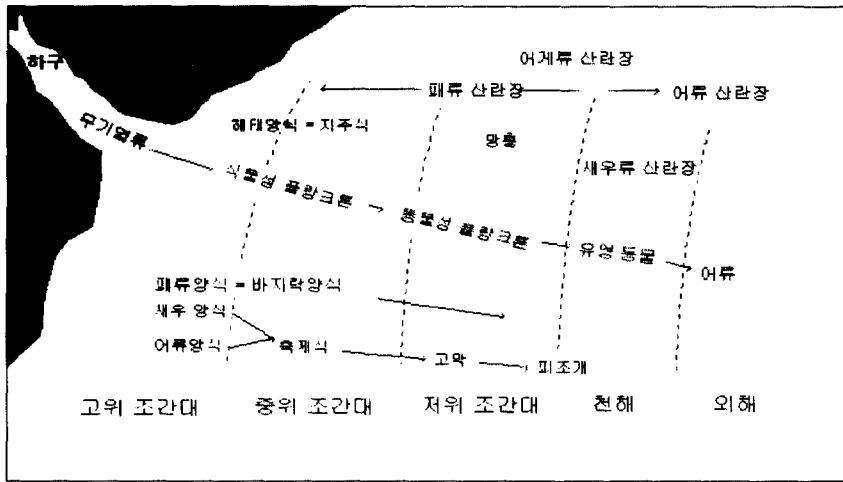 하구
어게류 산란장
패류 산란장
어류 산란장
무기염류
해태양식 = 지주식
망홀
식물성 플랑크톤
새우류 산란장
동물성 플랑크톤
유영 동물
어류
패류양식 = 바지락양식
새우 양식
어류양식
축제식
고막
피조개
고위 조간대
중위 조간대
저위 조간대
천해
외해